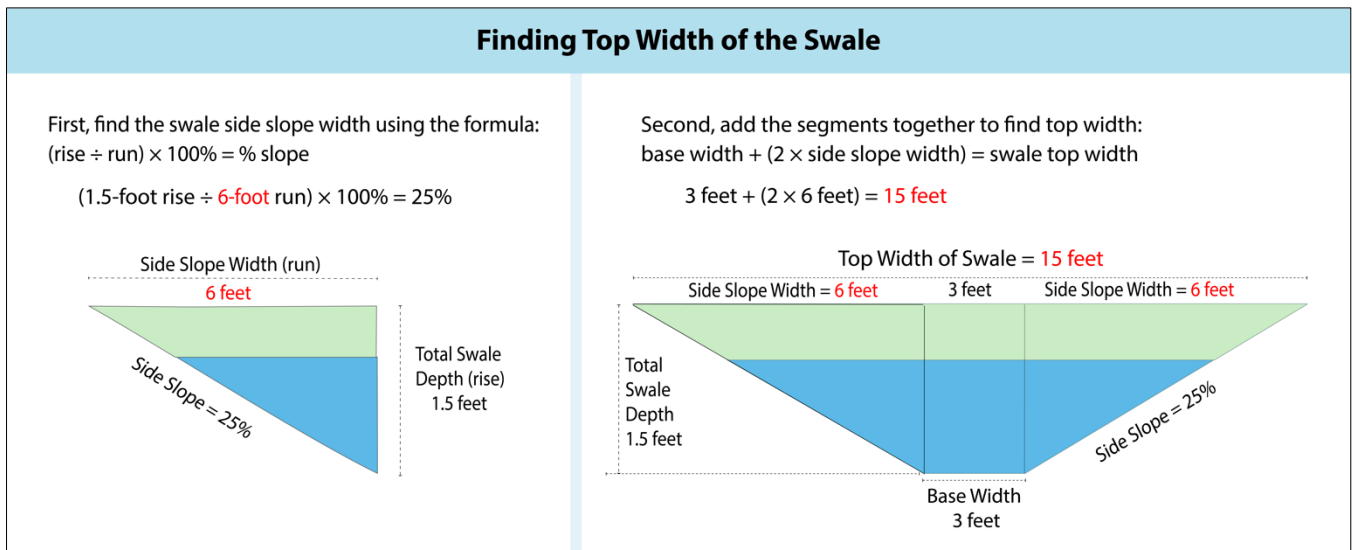 Finding Top Width of the Swale
First, find the swale side slope width using the formula:
(rise ÷ run) × 100% = % slope
(1.5-foot rise ÷ 6-foot run) × 100% = 25%
Side Slope Width (run)
6 feet
Side Slope = 25%
Total Swale
Depth (rise)
1.5 feet
Second, add the segments together to find top width:
base width + (2 × side slope width) = swale top width
3 feet + (2 × 6 feet) = 15 feet
Top Width of Swale = 15 feet
Side Slope Width = 6 feet
3 feet
Side Slope Width = 6 feet
Total
Swale
Depth
1.5 feet
Side Slope = 25%
Base Width
3 feet